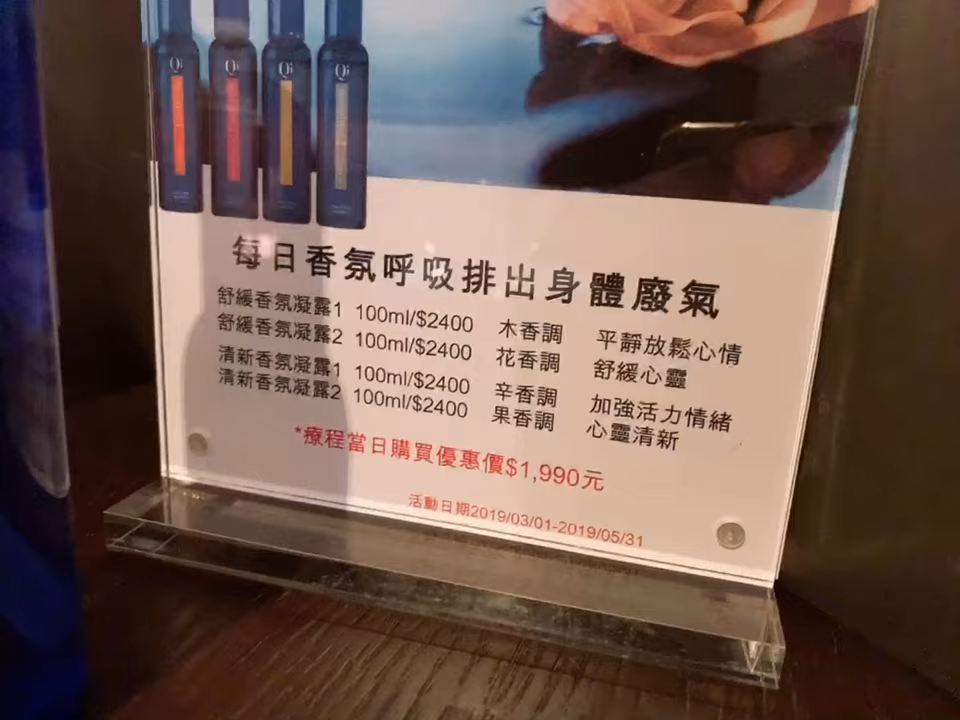 Qi Qi Qi Qi
每日香氛呼吸排出身體廢氣
舒緩香氛凝露1 100ml/$2400 木香調 平靜放鬆心情
舒緩香氛凝露2 100ml/$2400 花香調 舒緩心靈
清新香氛凝露1 100ml/$2400 辛香調 加強活力情緒
清新香氛凝露2 100ml/$2400 果香調 心靈清新
*療程當日購買優惠價$1,990元
活動日期2019/03/01-2019/05/31